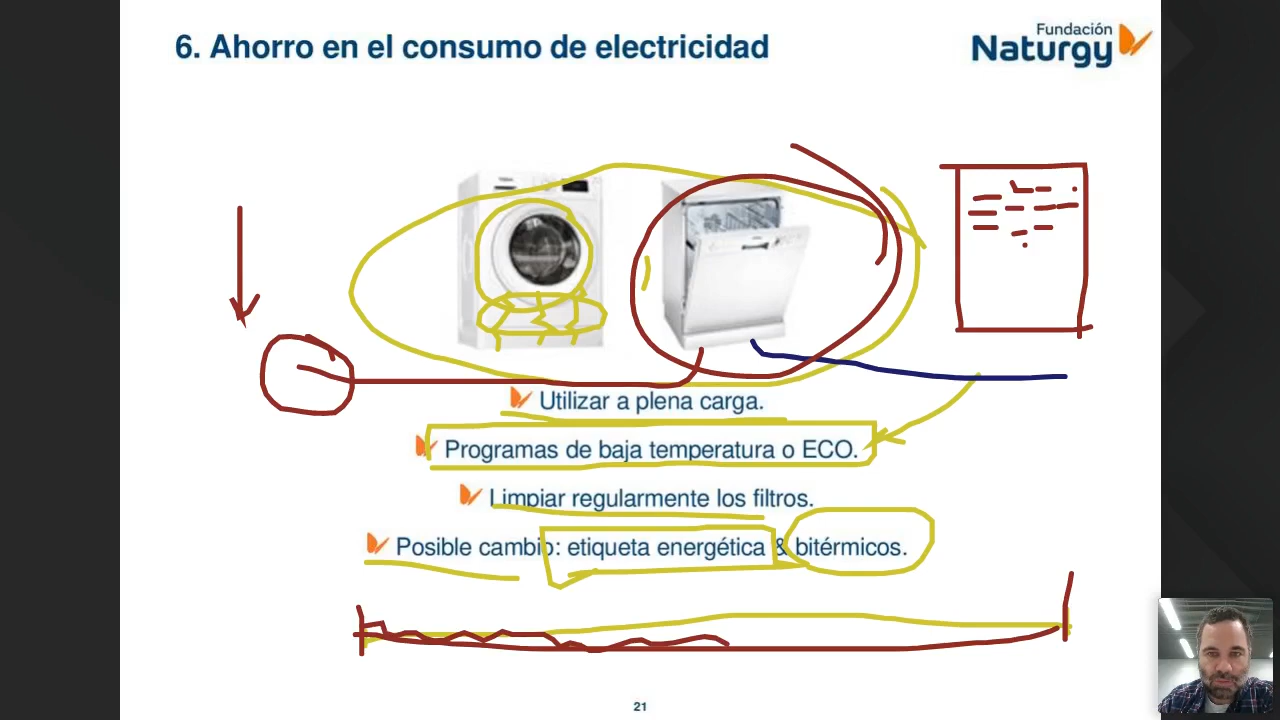 6. Ahorro en el consumo de electricidad
Fundación
Naturgy
Utilizar a plena carga.
Programas de baja temperatura o ECO.
Limpiar regularmente los filtros.
Posible cambio: etiqueta energética & bitérmicos.
21